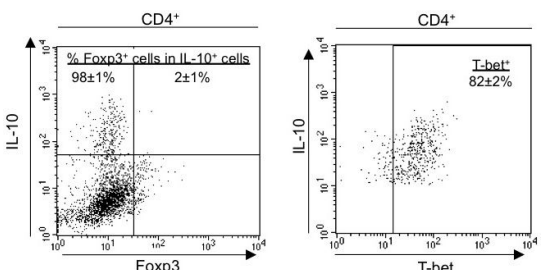 CD4⁺
% Foxp3⁺ cells in IL-10⁺ cells
98±1% 2±1%
IL-10
10⁴
10³
10²
10¹
10⁰
10⁰ 10¹ 10² 10³ 10⁴
Foxp3
CD4⁺
T-bet⁺
82±2%
IL-10
10⁴
10³
10²
10¹
10⁰
10⁰ 10¹ 10² 10³ 10⁴
T-bet